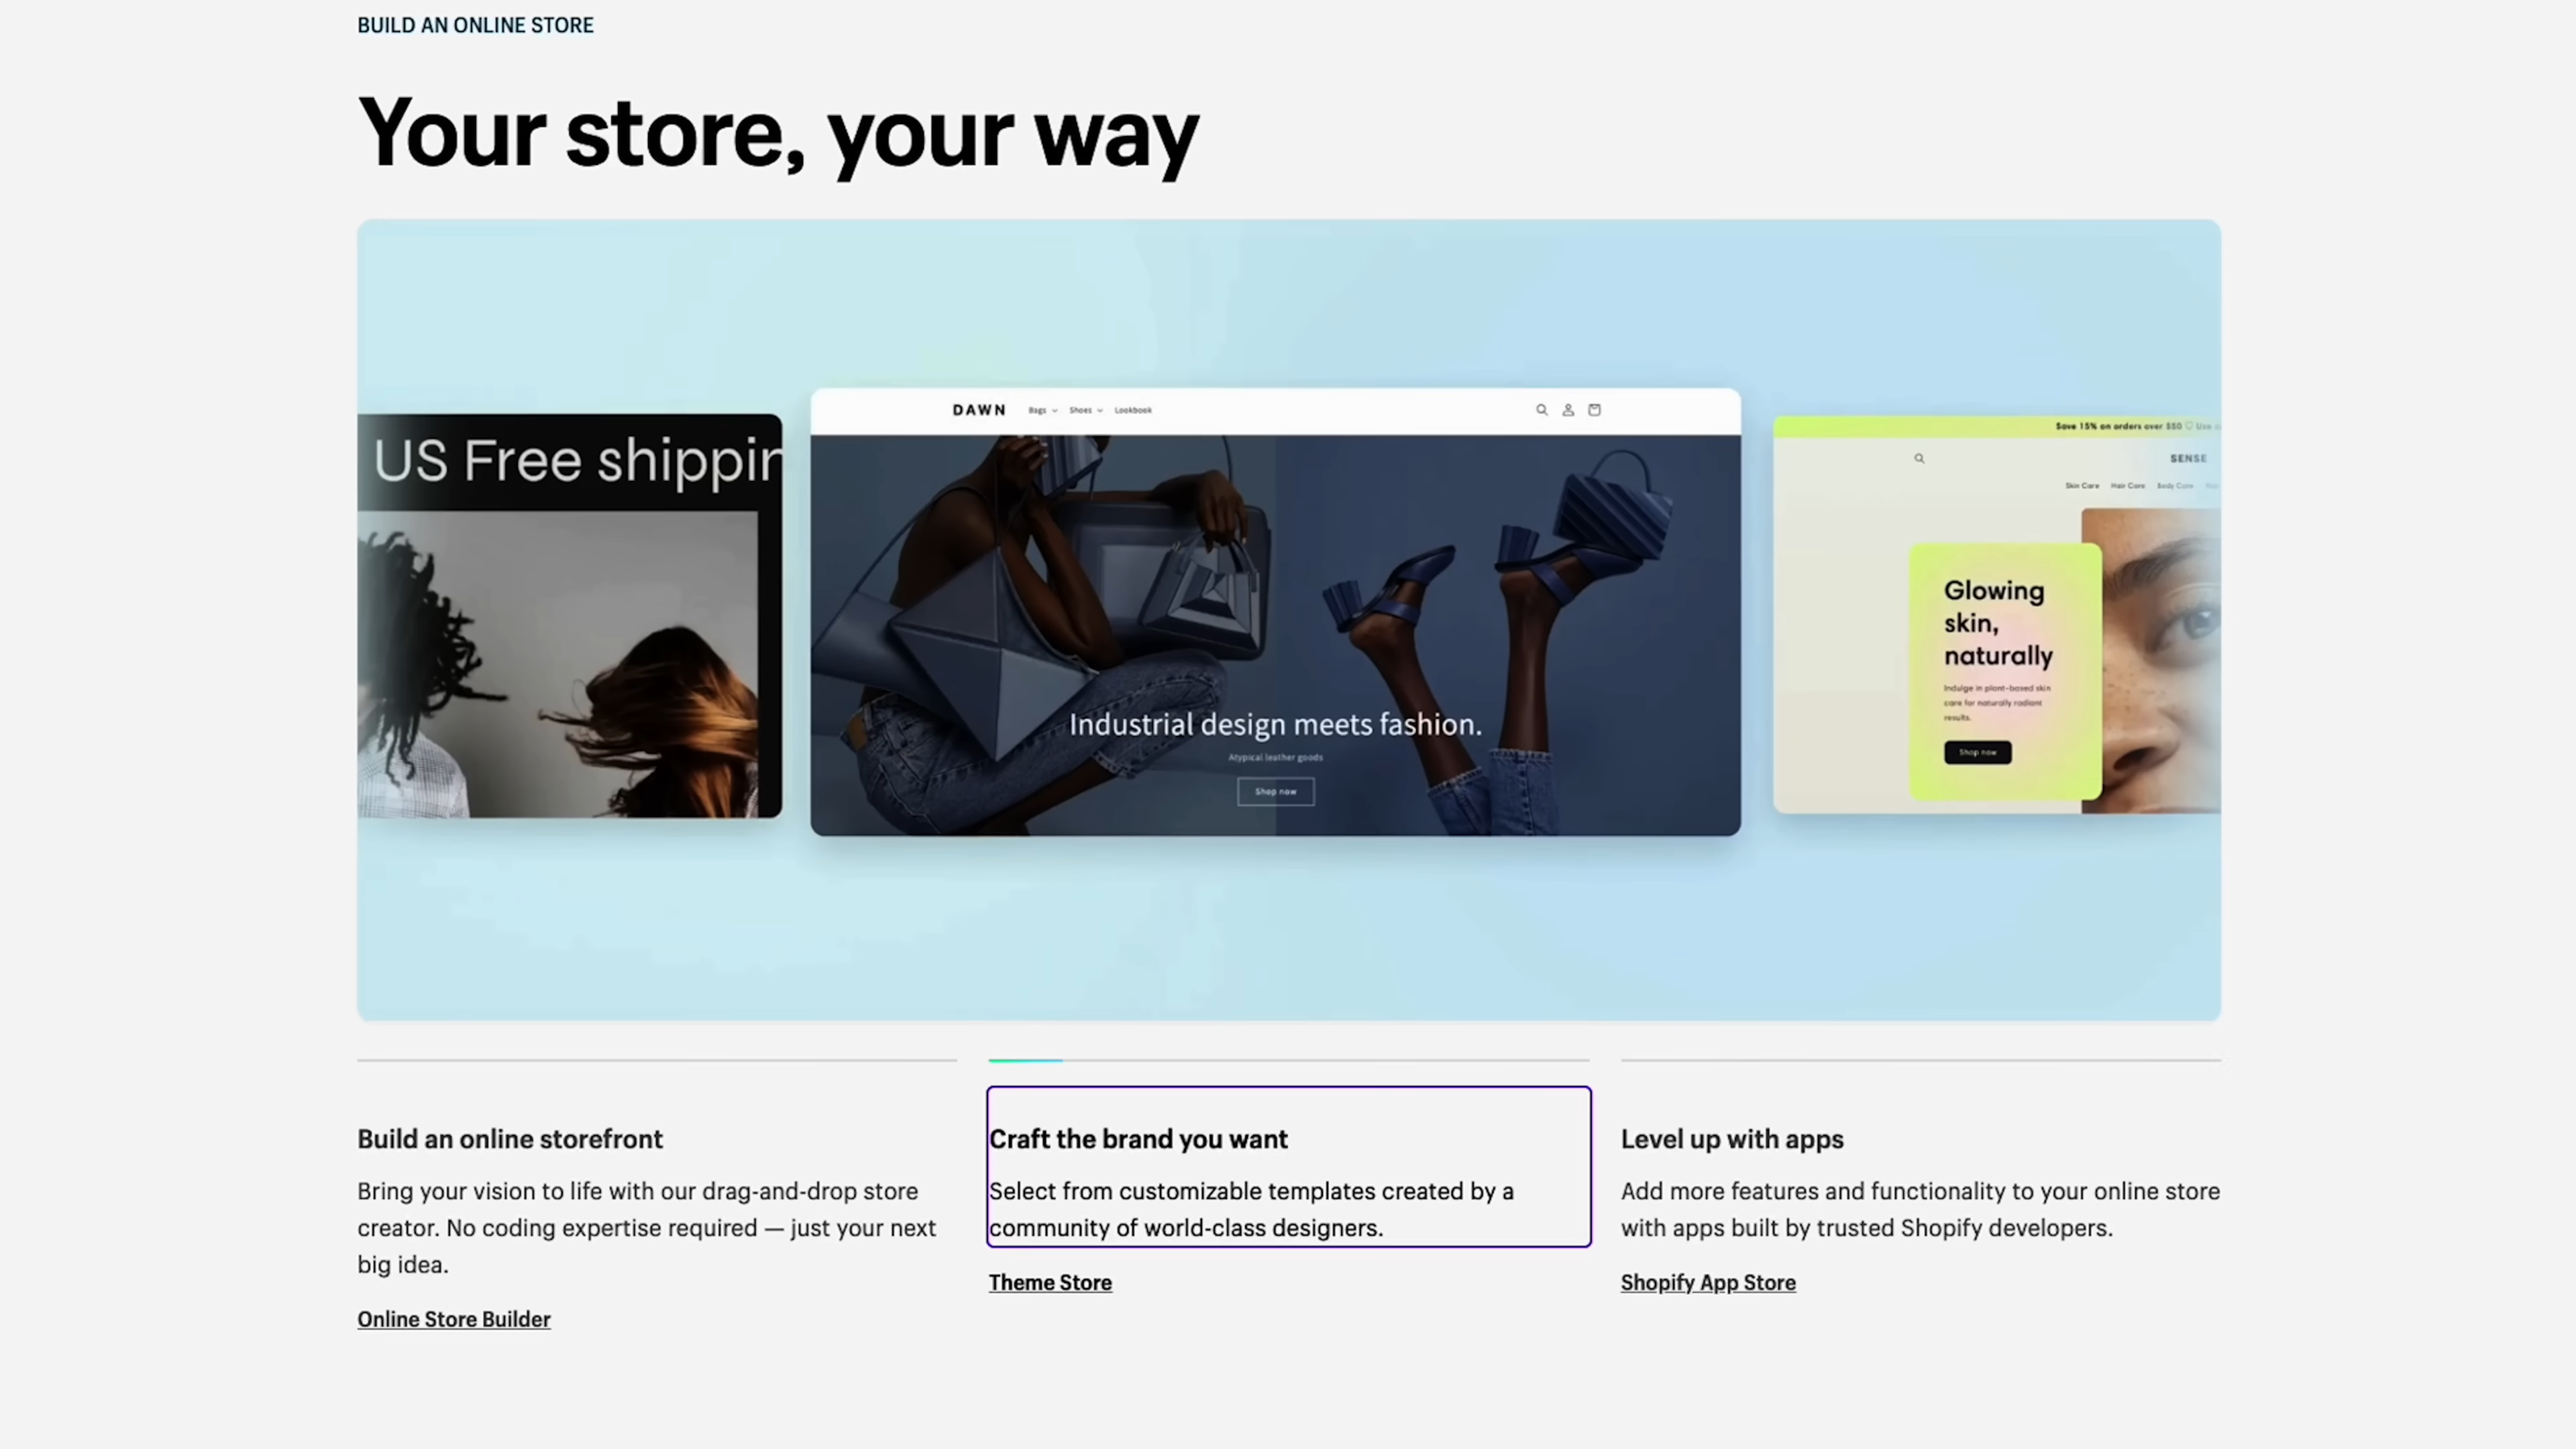 BUILD AN ONLINE STORE
Your store, your way
US Free shippin
DAWN
Bags
Shoes
Lookbook
Industrial design meets fashion.
Atypical leather goods
Shop now
Save 15% on orders over $50
SENSE
Skin Care
Hair Care
Body Care
Glowing
skin,
naturally
Indulge in plant-based skin
care for naturally radiant
results.
Shop now
Build an online storefront
Bring your vision to life with our drag-and-drop store
creator. No coding expertise required — just your next
big idea.
Online Store Builder
Craft the brand you want
Select from customizable templates created by a
community of world-class designers.
Theme Store
Level up with apps
Add more features and functionality to your online store
with apps built by trusted Shopify developers.
Shopify App Store